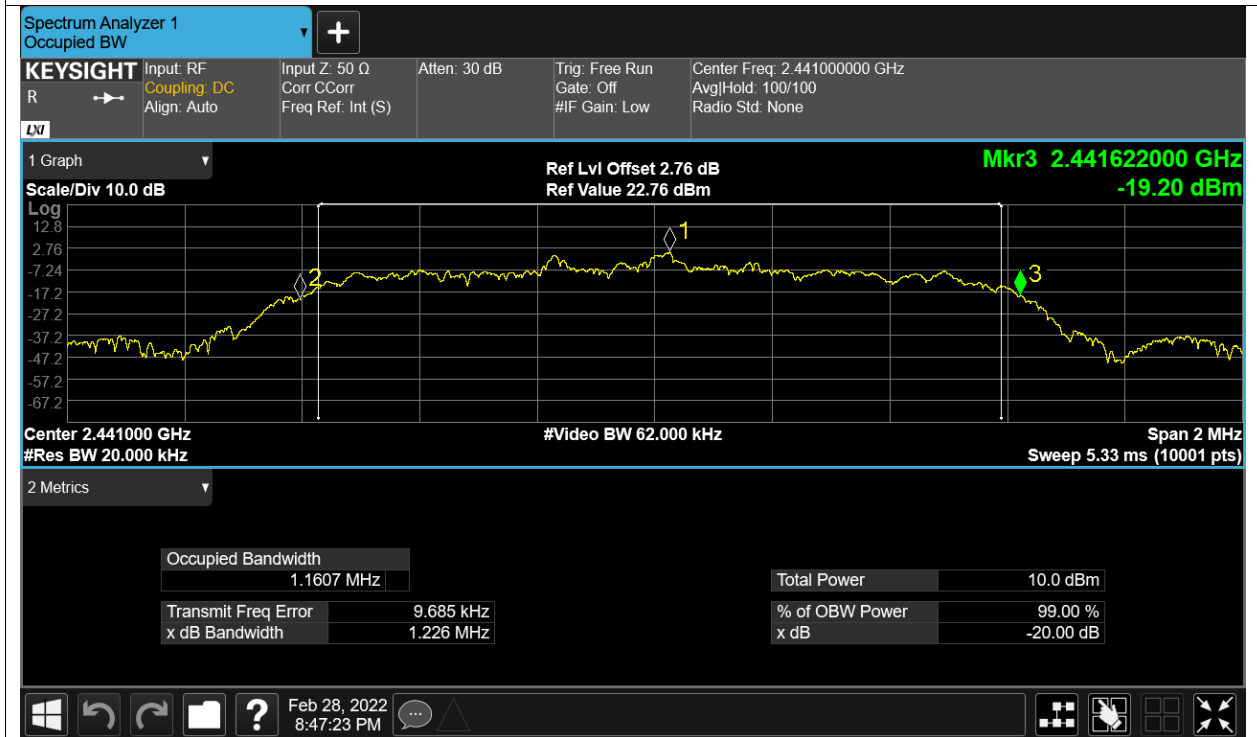 Spectrum Analyzer 1
Occupied BW
+
KEYSIGHT
R
LXI
Input: RF
Coupling: DC
Align: Auto
Input Z: 50 Ω
Corr CCorr
Freq Ref: Int (S)
Atten: 30 dB
Trig: Free Run
Gate: Off
#IF Gain: Low
Center Freq: 2.441000000 GHz
Avg|Hold: 100/100
Radio Std: None
1 Graph
Scale/Div 10.0 dB
Ref Lvl Offset 2.76 dB
Ref Value 22.76 dBm
Mkr3 2.441622000 GHz
-19.20 dBm
Log
12.8
2.76
-7.24
-17.2
-27.2
-37.2
-47.2
-57.2
-67.2
1
2
3
Center 2.441000 GHz
#Video BW 62.000 kHz
Span 2 MHz
#Res BW 20.000 kHz
Sweep 5.33 ms (10001 pts)
2 Metrics
Occupied Bandwidth
1.1607 MHz
Transmit Freq Error 9.685 kHz
x dB Bandwidth 1.226 MHz
Total Power 10.0 dBm
% of OBW Power 99.00 %
x dB -20.00 dB
?
Feb 28, 2022
8:47:23 PM